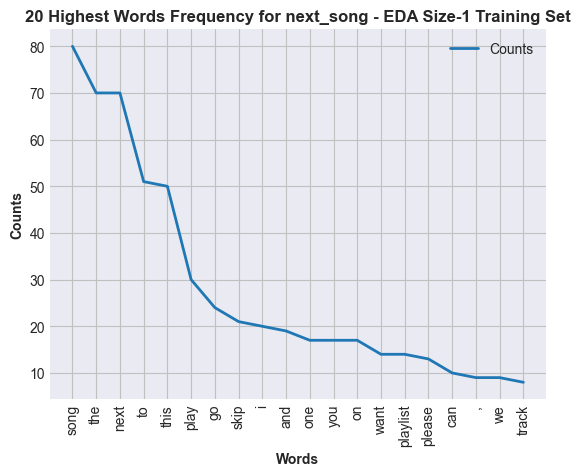 20 Highest Words Frequency for next_song - EDA Size-1 Training Set
Counts
80
70
60
50
40
30
20
10
Counts
song
the
next
to
this
play
go
skip
i
and
one
you
on
want
playlist
please
can
,
we
track
Words